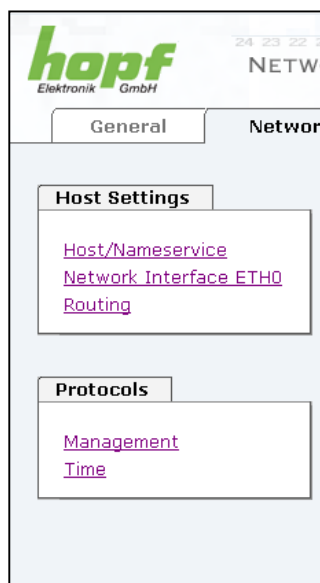 hopf
Elektronik GmbH
24 23 22
NETW
General
Networ
Host Settings
Host/Nameservice
Network Interface ETH0
Routing
Protocols
Management
Time